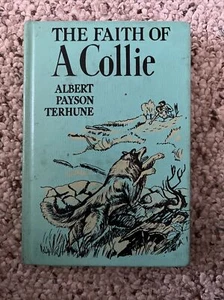 THE FAITH OF
A Collie
ALBERT
PAYSON
TERHUNE